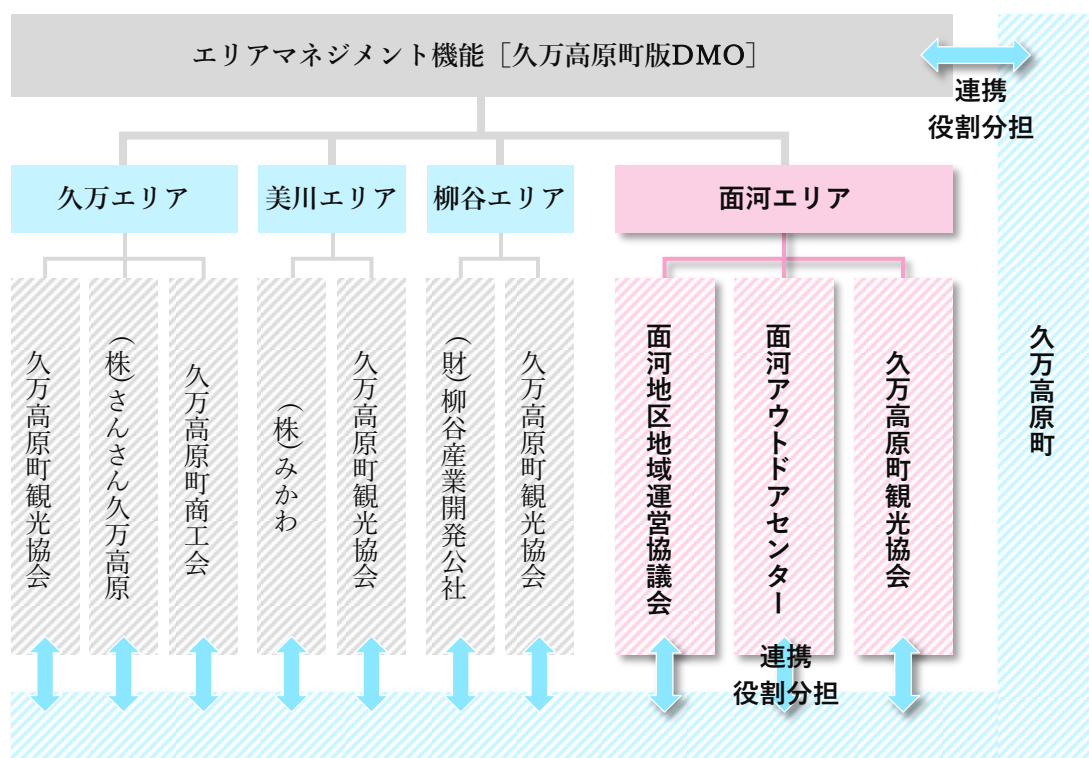 エリアマネジメント機能［久万高原町版DMO］
連携
役割分担
久万エリア
美川エリア
柳谷エリア
面河エリア
久万高原町観光協会
（株）さんさん久万高原
久万高原町商工会
（株）みかわ
久万高原町観光協会
（財）柳谷産業開発公社
久万高原町観光協会
面河地区地域運営協議会
面河アウトドアセンター
久万高原町観光協会
久万高原町
連携
役割分担